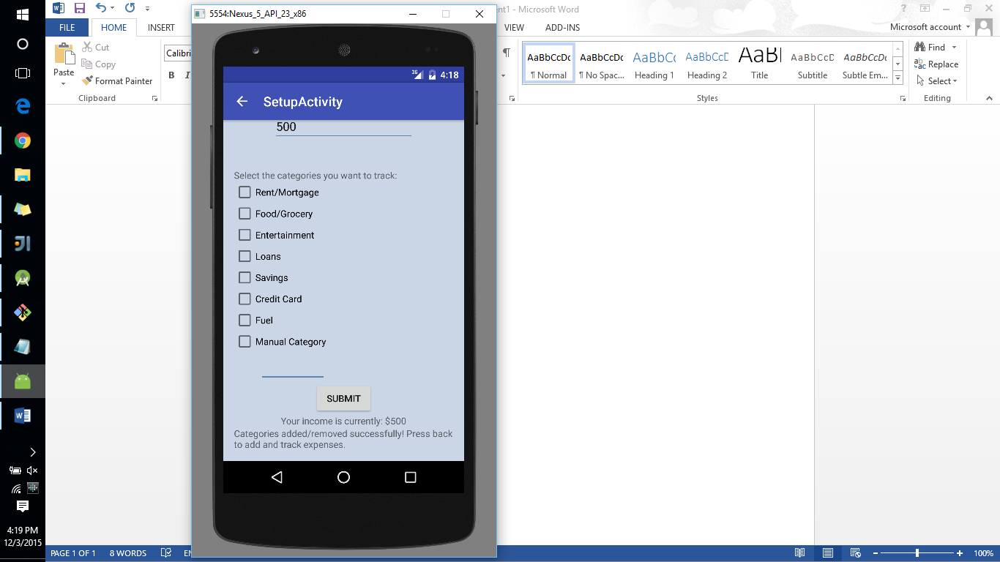 5554:Nexus_5_API_23_x86
ent1 - Microsoft Word
FILE HOME INSERT VIEW ADD-INS Microsoft account
Paste
Cut
Copy
Format Painter
Clipboard
Calibri
B I
¶
AaBbCcDc AaBbCcDc AaBbCc AaBbCcD AaBl AaBbCcD AaBbCcDc
¶ Normal ¶ No Spac... Heading 1 Heading 2 Title Subtitle Subtle Em...
Styles
Find
Replace
Select
Editing
3G 4:18
SetupActivity
500
Select the categories you want to track:
Rent/Mortgage
Food/Grocery
Entertainment
Loans
Savings
Credit Card
Fuel
Manual Category
SUBMIT
Your income is currently: $500
Categories added/removed successfully! Press back
to add and track expenses.
4:19 PM
12/3/2015
PAGE 1 OF 1 8 WORDS EN
100%